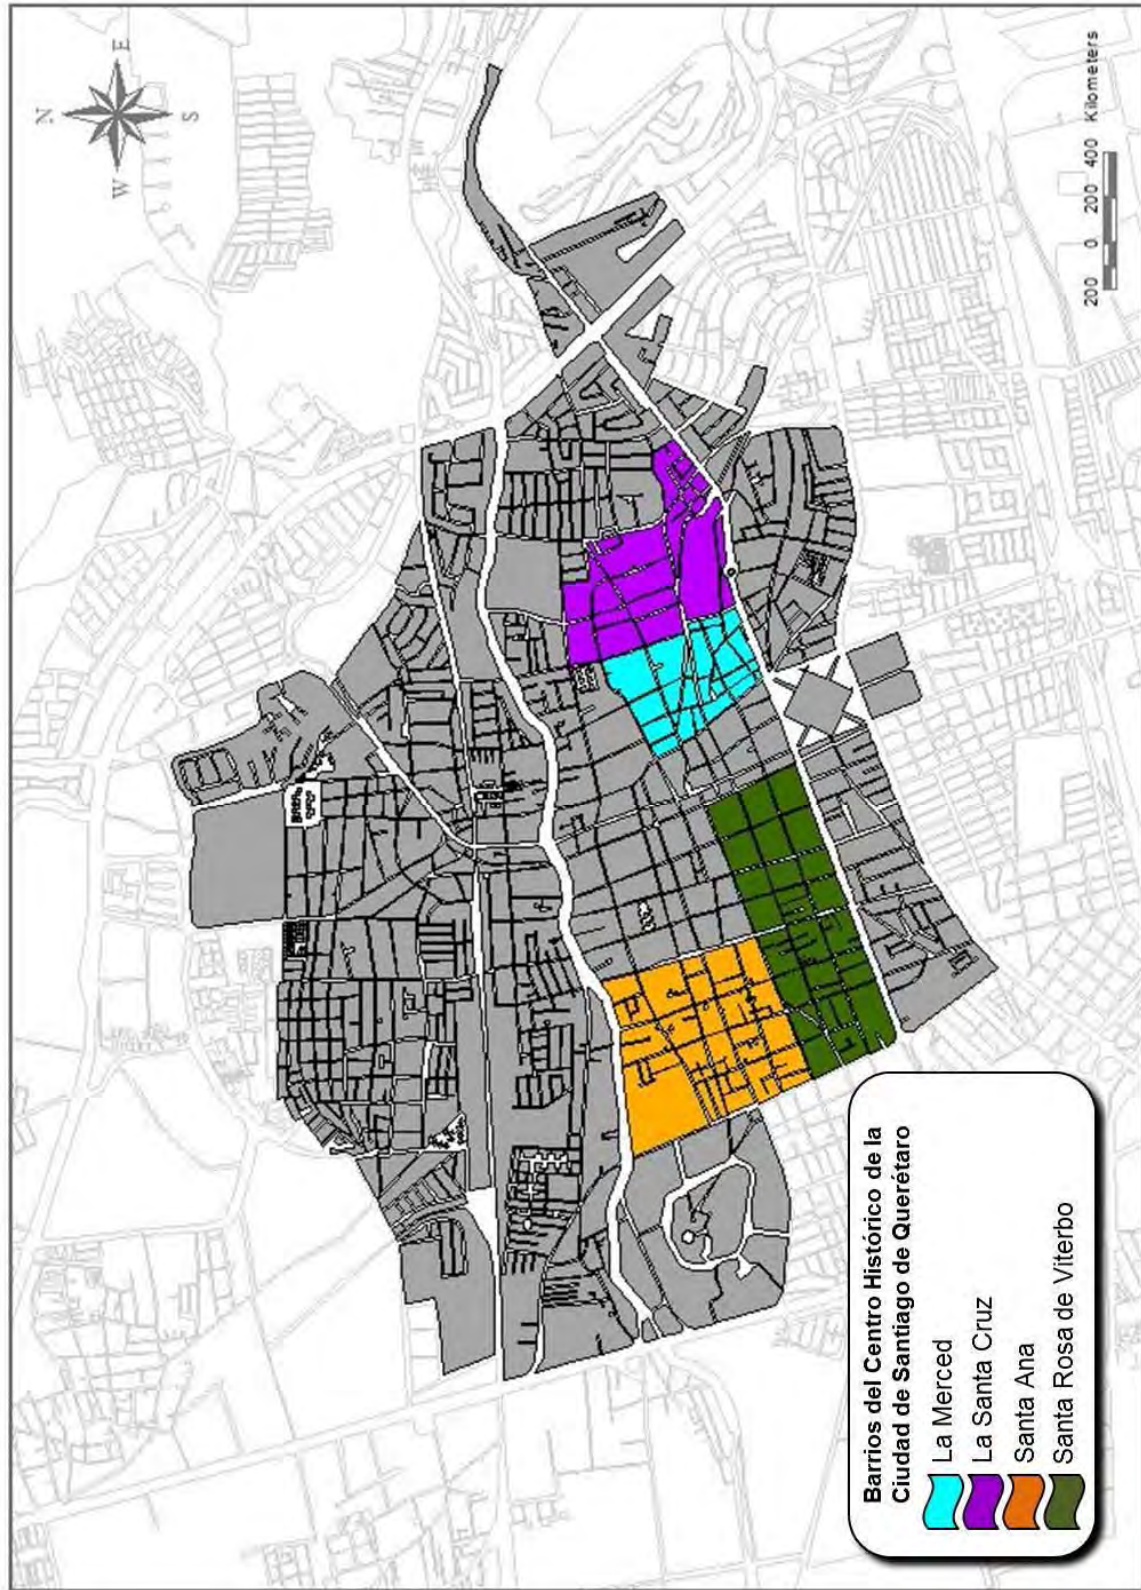 N
E
W
S
Barrios del Centro Histórico de la
Ciudad de Santiago de Querétaro
La Merced
La Santa Cruz
Santa Ana
Santa Rosa de Viterbo
200 0 200 400 Kilometers